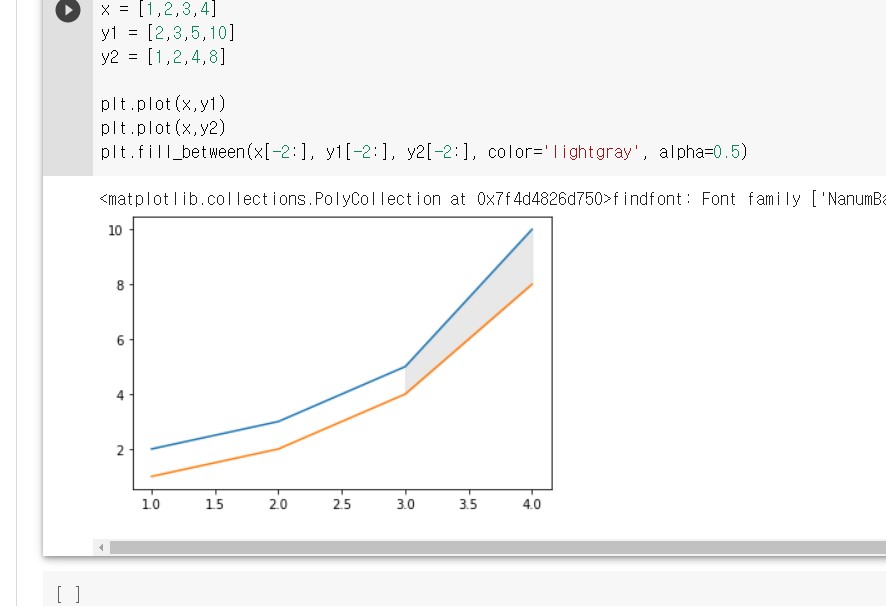 x = [1,2,3,4]
y1 = [2,3,5,10]
y2 = [1,2,4,8]
plt.plot(x,y1)
plt.plot(x,y2)
plt.fill_between(x[-2:], y1[-2:], y2[-2:], color='lightgray', alpha=0.5)
<matplotlib.collections.PolyCollection at 0x7f4d4826d750>findfont: Font family ['NanumBa
10
8
6
4
2
1.0 1.5 2.0 2.5 3.0 3.5 4.0
[ ]